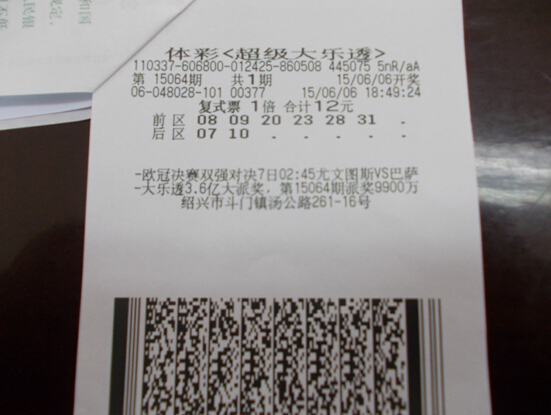 体彩<超级大乐透>
110337-606800-012425-860508 445075 5nR/aA
第 15064期 共1期 15/06/06开奖
06-048028-101 00377 15/06/06 18:49:24
复式票 1倍 合计12元
前区 08 09 20 23 28 31 .
后区 07 10 . . . . .
-欧冠决赛双强对决7日02:45尤文图斯VS巴萨
-大乐透3.6亿大派奖，第15064期派奖9900万
绍兴市斗门镇汤公路261-16号